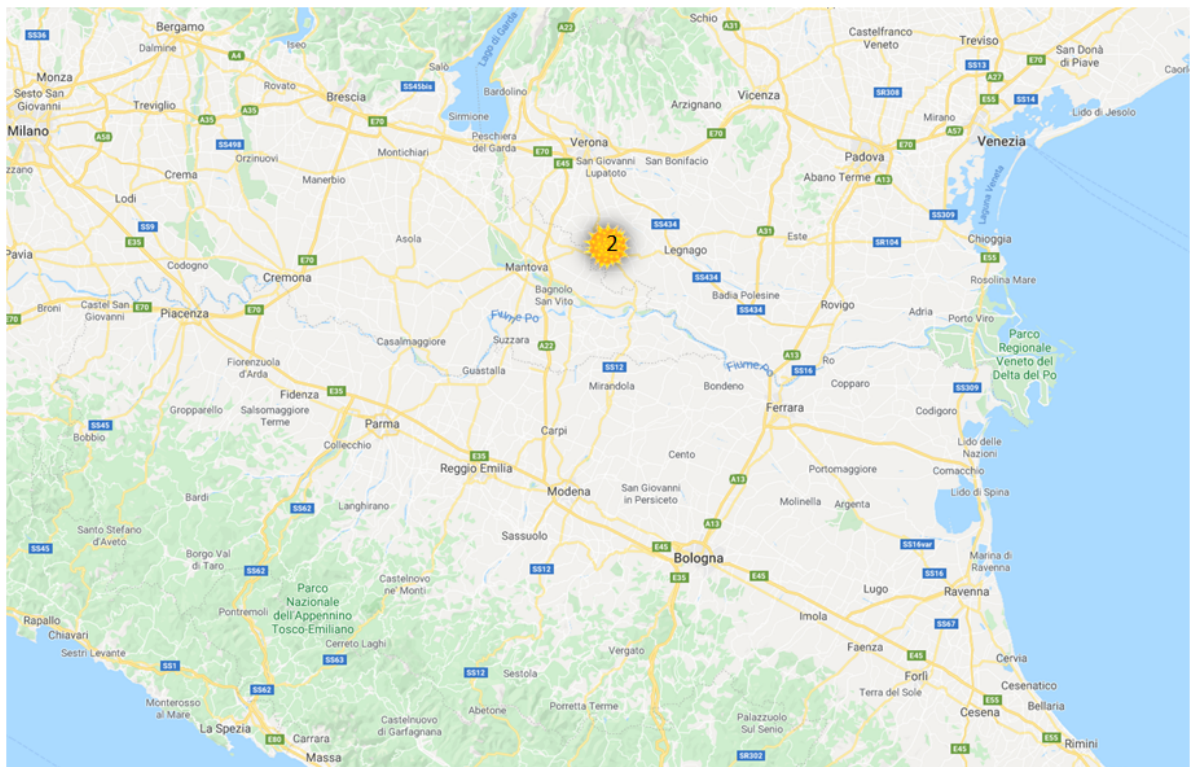 A22
Schio
A31
SS36
Bergamo
Castelfranco
Veneto
Treviso
Dalmine
Iseo
Lago di Garda
San Donà
di Piave
A4
E70
SS13
Monza
Salò
Caorl
A27
Rovato
SS45bis
Bardolino
SR308
Sesto San
Giovanni
Brescia
Vicenza
E55
SS14
Treviglio
A35
Arzignano
Lido di Jesolo
A35
Sirmione
Mirano
E70
Milano
A58
Peschiera
del Garda
Verona
E70
A57
Venezia
SS498
Montichiari
E70
E70
Orzinuovi
E45
San Giovanni
Lupatoto
San Bonifacio
Padova
zzano
Crema
Manerbio
Abano Terme
A13
Lodi
Laguna Veneta
SS9
SS434
SS309
E35
Asola
2
A31
Este
SR104
Chioggia
Pavia
E70
Legnago
E55
Codogno
Cremona
Mantova
SS434
Rosolina Mare
Bagnolo
San Vito
Badia Polesine
Broni
Castel San
Giovanni
E70
E70
Rovigo
SS434
Adria
Porto Viro
E70
Piacenza
Fiume Po
Casalmaggiore
Suzzara
A22
Parco
Regionale
Veneto del
Delta del Po
A13
Ro
Fiorenzuola
d'Arda
Guastalla
SS12
Fiume Po
SS16
Mirandola
Bondeno
Copparo
SS309
Fidenza
E35
Gropparello
Salsomaggiore
Terme
Ferrara
Codigoro
SS45
Parma
Bobbio
Carpi
Collecchio
Cento
Lido delle
Nazioni
E35
Reggio Emilia
Portomaggiore
Comacchio
A13
Modena
San Giovanni
in Persiceto
Lido di Spina
Bardi
Langhirano
Molinella
Argenta
SS62
A13
Santo Stefano
d'Aveto
Sassuolo
SS45
E45
SS16var
Borgo Val
di Taro
Bologna
Marina di
Ravenna
SS62
SS12
E35
E45
SS16
Castelnovo
ne' Monti
Parco
Nazionale
dell'Appennino
Tosco-Emiliano
Lugo
Ravenna
Pontremoli
Imola
Rapallo
SS67
Chiavari
Cerreto Laghi
Sestri Levante
Vergato
Faenza
SS1
SS63
E45
Cervia
SS12
Sestola
Forlì
SS62
Terra del Sole
Cesenatico
Monterosso
al Mare
Abetone
Porretta Terme
E55
Bellaria
Cesena
La Spezia
Castelnuovo
di Garfagnana
Palazzuolo
Sul Senio
E80
Carrara
E55
Rimini
E45
Massa
SR302